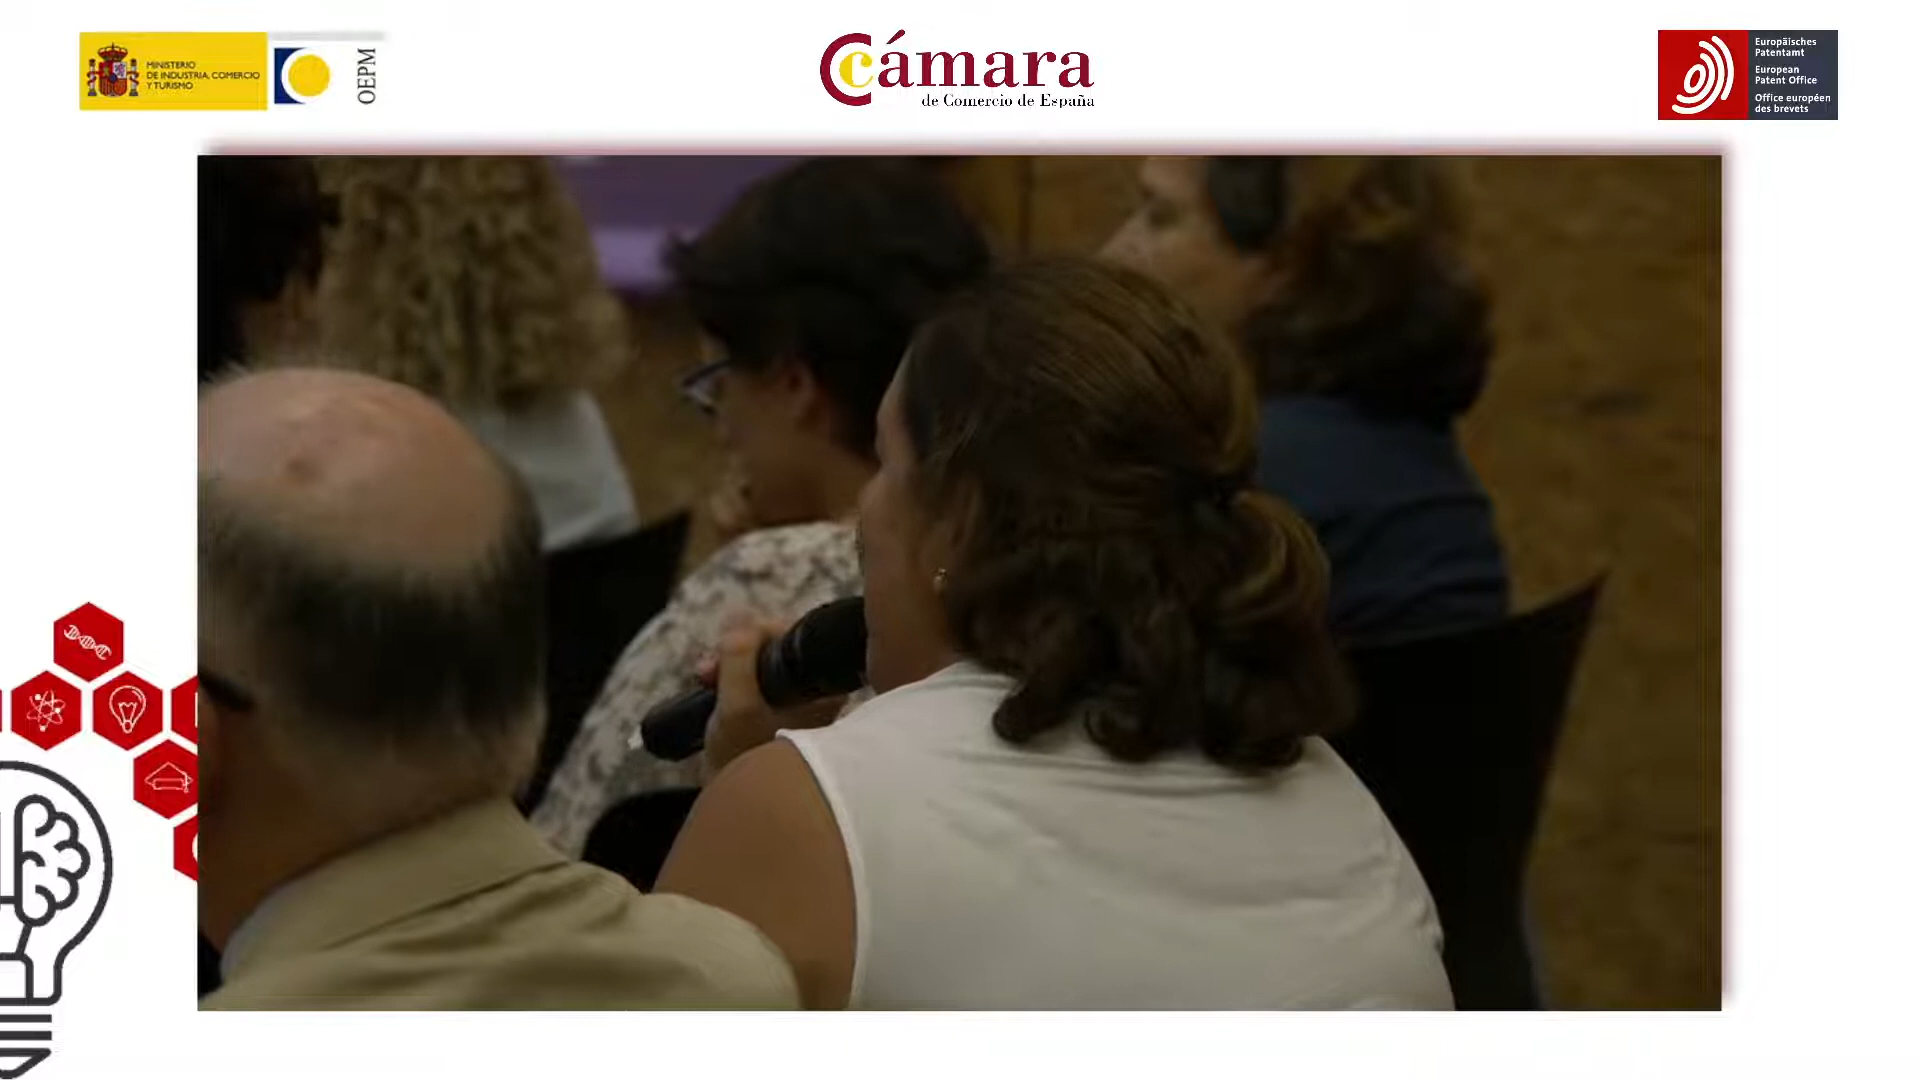 MINISTERIO
DE INDUSTRIA, COMERCIO
Y TURISMO
OEPM
Cámara
de Comercio de España
Europäisches
Patentamt
European
Patent Office
Office européen
des brevets